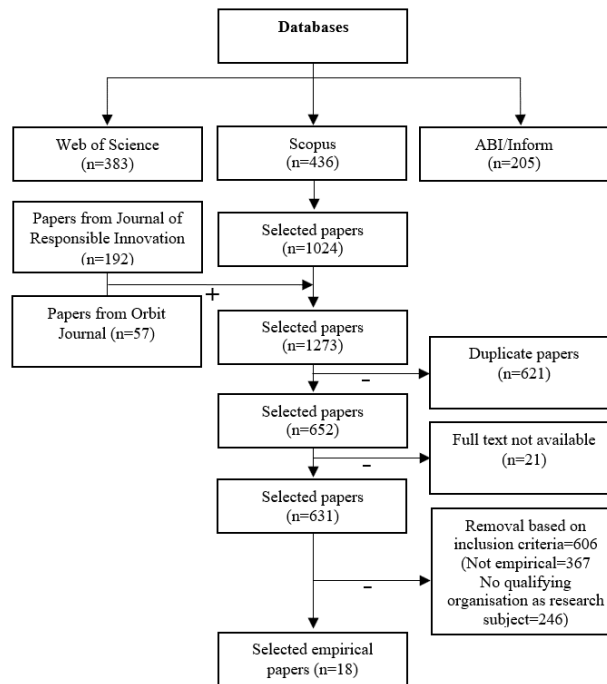 Databases
Web of Science
(n=383)
Scopus
(n=436)
ABI/Inform
(n=205)
Papers from Journal of
Responsible Innovation
(n=192)
Selected papers
(n=1024)
+
Papers from Orbit
Journal (n=57)
Selected papers
(n=1273)
–
Duplicate papers
(n=621)
Selected papers
(n=652)
–
Full text not available
(n=21)
Selected papers
(n=631)
–
Removal based on
inclusion criteria=606
(Not empirical=367
No qualifying
organisation as research
subject=246)
Selected empirical
papers (n=18)